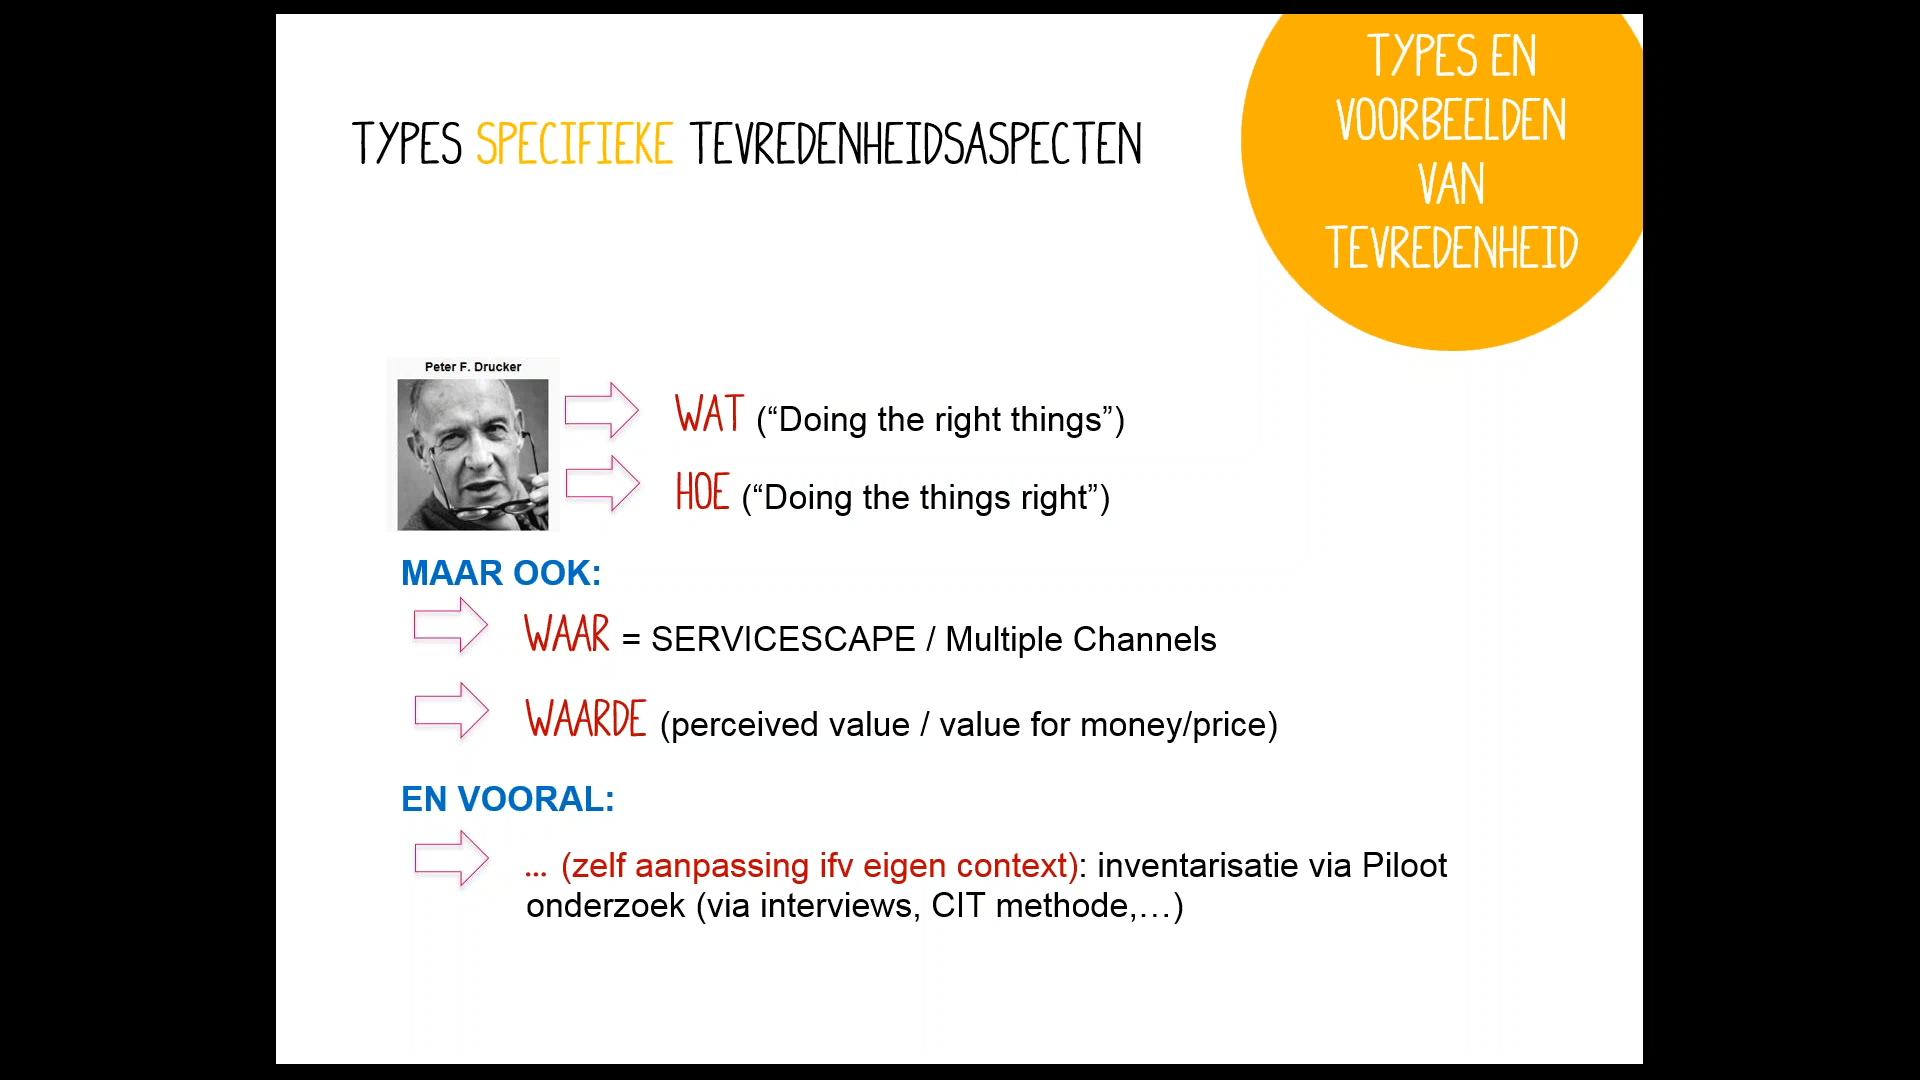 TYPES EN
VOORBEELDEN
VAN
TEVREDENHEID
TYPES SPECIFIEKE TEVREDENHEIDSASPECTEN
Peter F. Drucker
WAT (“Doing the right things”)
HOE (“Doing the things right”)
MAAR OOK:
WAAR = SERVICESCAPE / Multiple Channels
WAARDE (perceived value / value for money/price)
EN VOORAL:
... (zelf aanpassing ifv eigen context): inventarisatie via Piloot
onderzoek (via interviews, CIT methode,…)